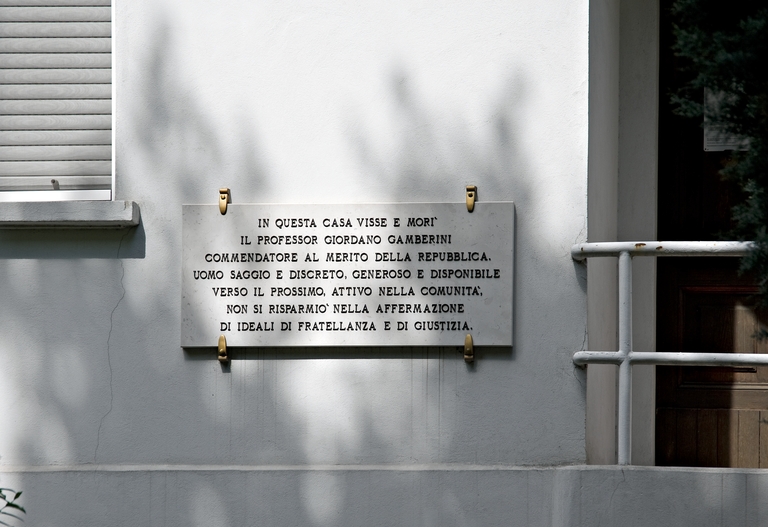 IN QUESTA CASA VISSE E MORI`
IL PROFESSOR GIORDANO GAMBERINI
COMMENDATORE AL MERITO DELLA REPUBBLICA.
UOMO SAGGIO E DISCRETO, GENEROSO E DISPONIBILE
VERSO IL PROSSIMO, ATTIVO NELLA COMUNITA`,
NON SI RISPARMIO` NELLA AFFERMAZIONE
DI IDEALI DI FRATELLANZA E DI GIUSTIZIA.